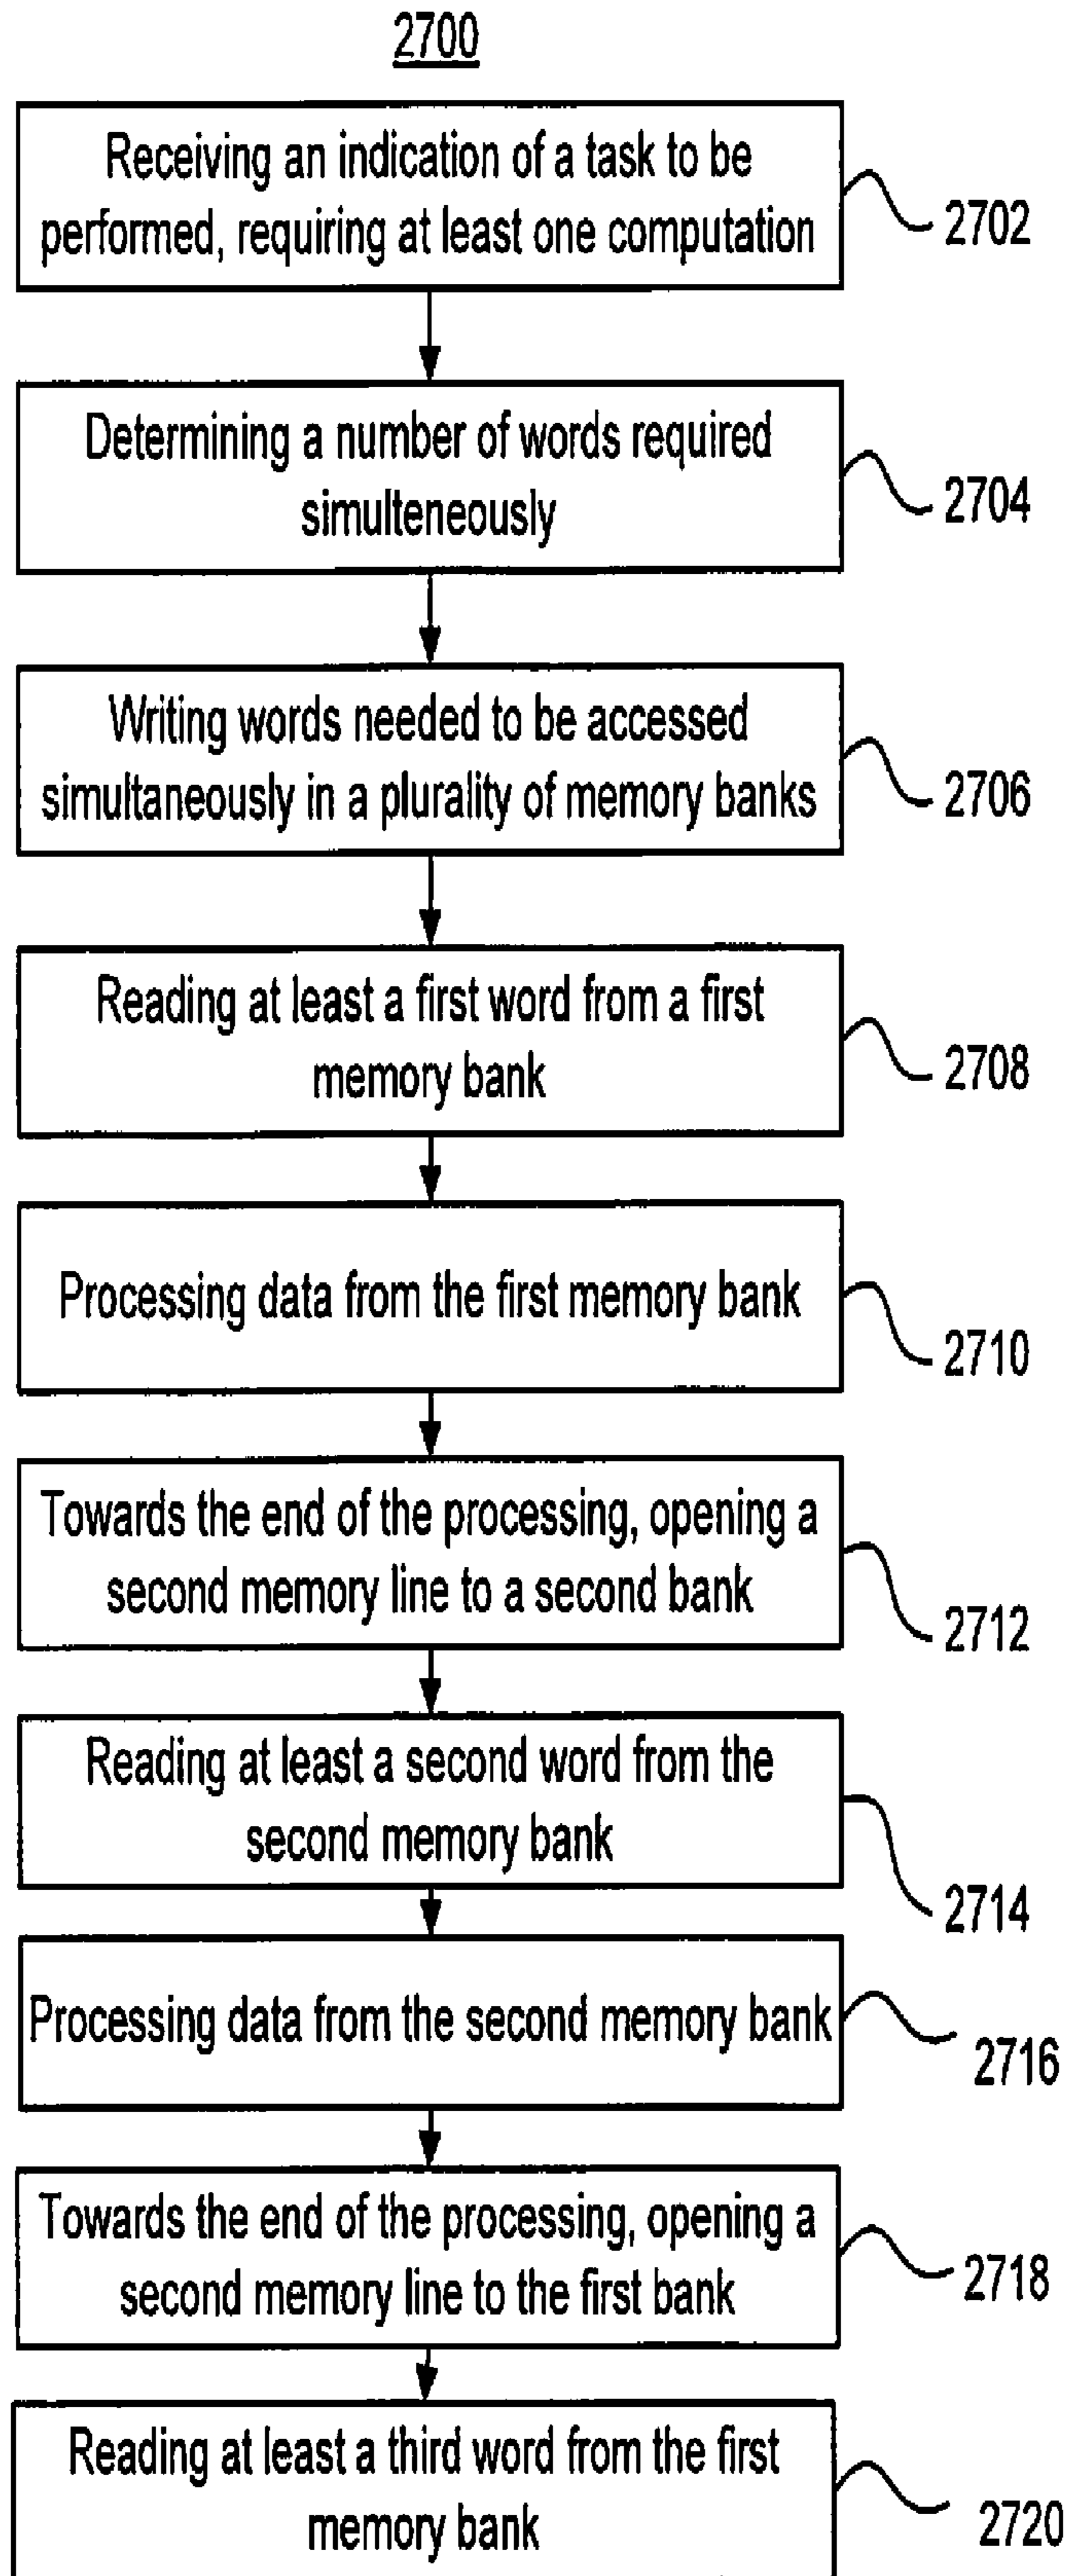 2700
Receiving an indication of a task to be
performed, requiring at least one computation
2702
Determining a number of words required
simulteneously
2704
Writing words needed to be accessed
simultaneously in a plurality of memory banks
2706
Reading at least a first word from a first
memory bank
2708
Processing data from the first memory bank
2710
Towards the end of the processing, opening a
second memory line to a second bank
2712
Reading at least a second word from the
second memory bank
2714
Processing data from the second memory bank
2716
Towards the end of the processing, opening a
second memory line to the first bank
2718
Reading at least a third word from the first
memory bank
2720